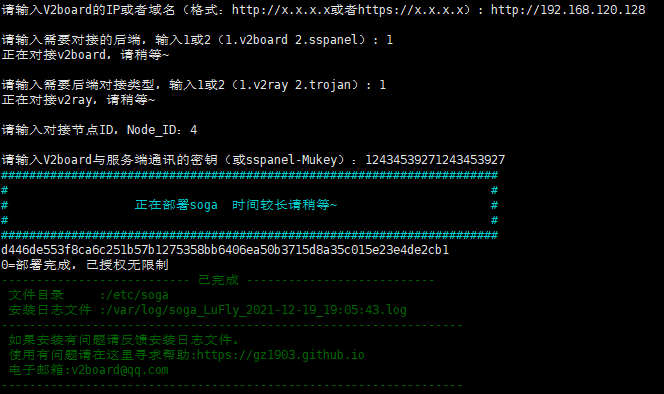 请输入V2board的IP或者域名（格式：http://x.x.x.x或者https://x.x.x.x）: http://192.168.120.128
请输入需要对接的后端，输入1或2（1.v2board 2.sspanel）: 1
正在对接v2board，请稍等~
请输入需要后端对接类型，输入1或2（1.v2ray 2.trojan）: 1
正在对接v2ray，请稍等~
请输入对接节点ID，Node_ID：4
请输入V2board与服务端通讯的密钥（或sspanel-Mukey）：12434539271243453927
######################################################################
#                                                                    #
#                  正在部署soga  时间较长请稍等~                     #
#                                                                    #
######################################################################
d446de553f8ca6c251b57b1275358bb6406ea50b3715d8a35c015e23e4de2cb1
0=部署完成，已授权无限制
--------------------------- 已完成 ---------------------------
文件目录     :/etc/soga
安装日志文件 :/var/log/soga_LuFly_2021-12-19_19:05:43.log
-----------------------------------------------------------------
如果安装有问题请反馈安装日志文件。
使用有问题请在这里寻求帮助:https://gz1903.github.io
电子邮箱:v2board@qq.com
-----------------------------------------------------------------